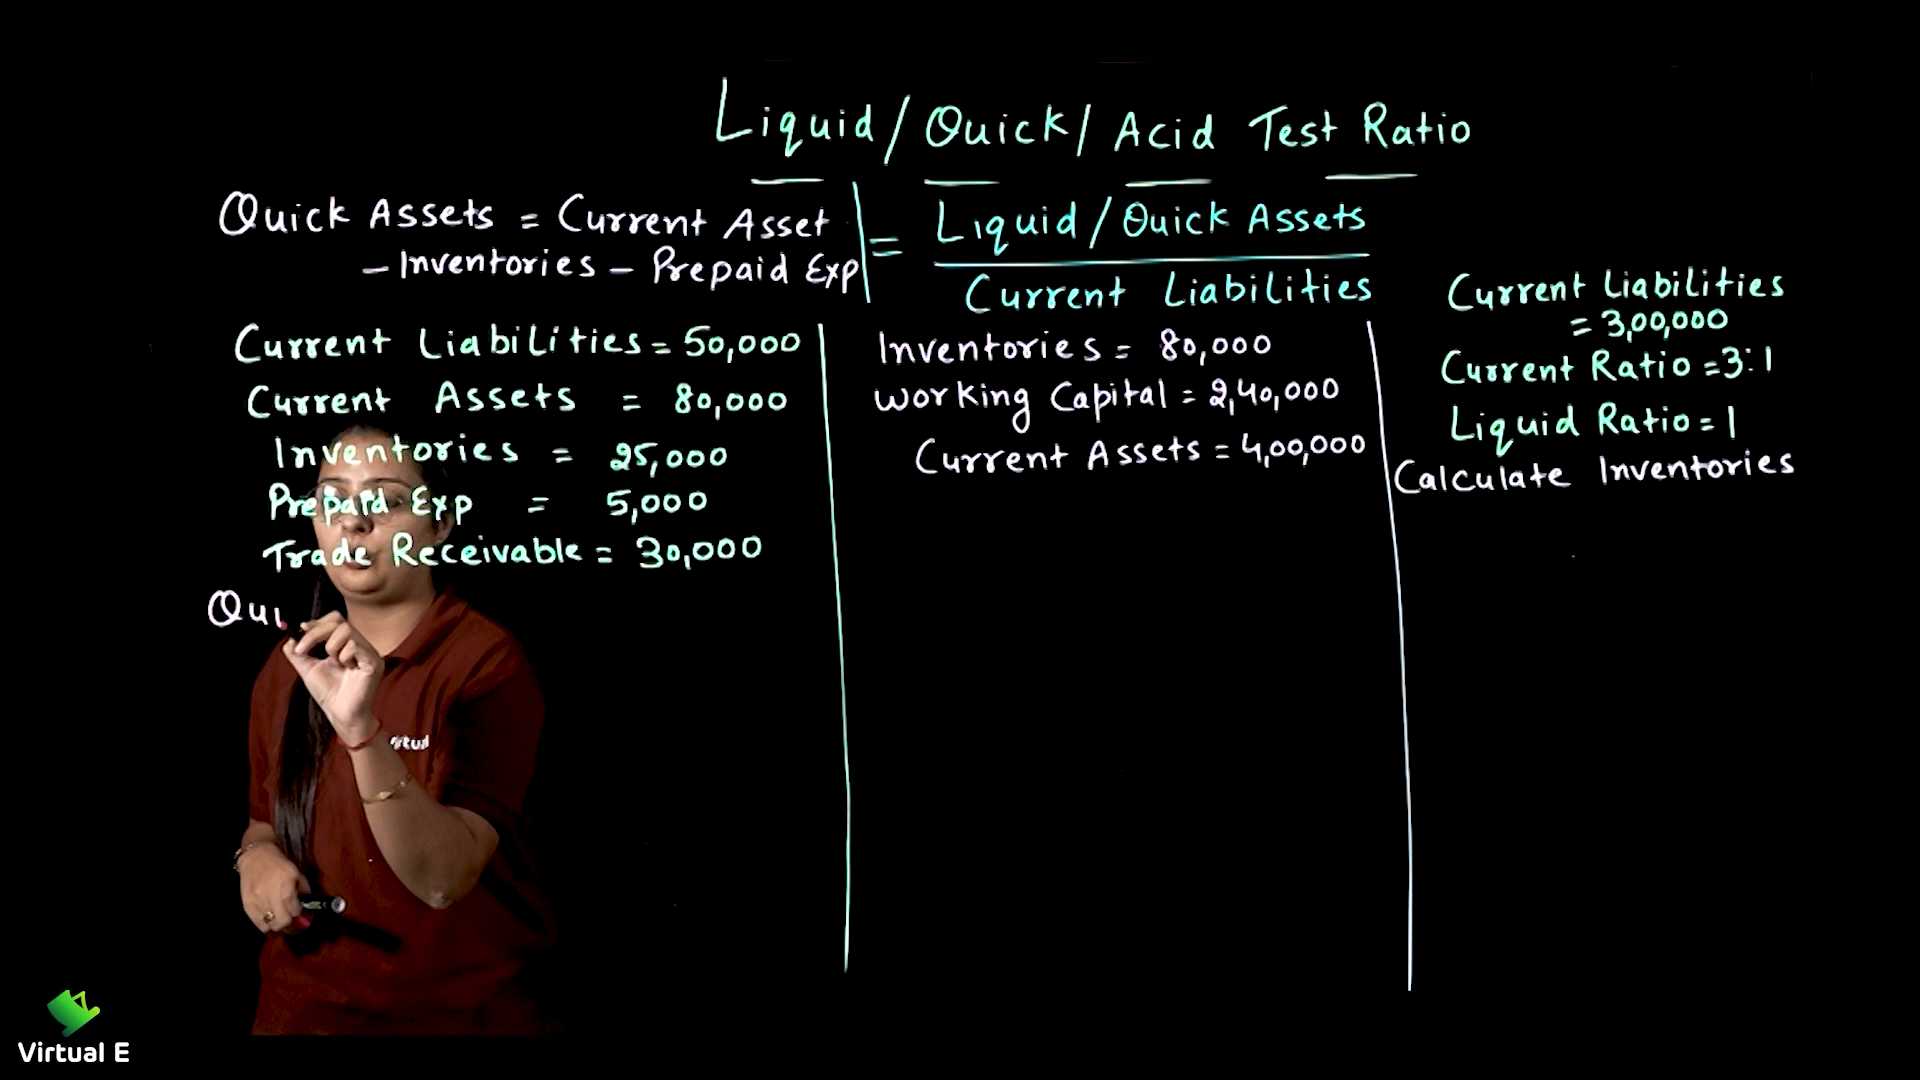 Liquid/Quick/Acid Test Ratio
Quick Assets = Current Asset
- Inventories - Prepaid Exp
= Liquid/Quick Assets
Current Liabilities
Current Liabilities = 50,000
Current Assets = 80,000
Inventories = 25,000
Prepaid Exp = 5,000
Trade Receivable = 30,000
Qui
Inventories = 80,000
Working Capital = 2,40,000
Current Assets = 4,00,000
Current Liabilities
= 3,00,000
Current Ratio = 3:1
Liquid Ratio = 1
Calculate Inventories
Virtual E